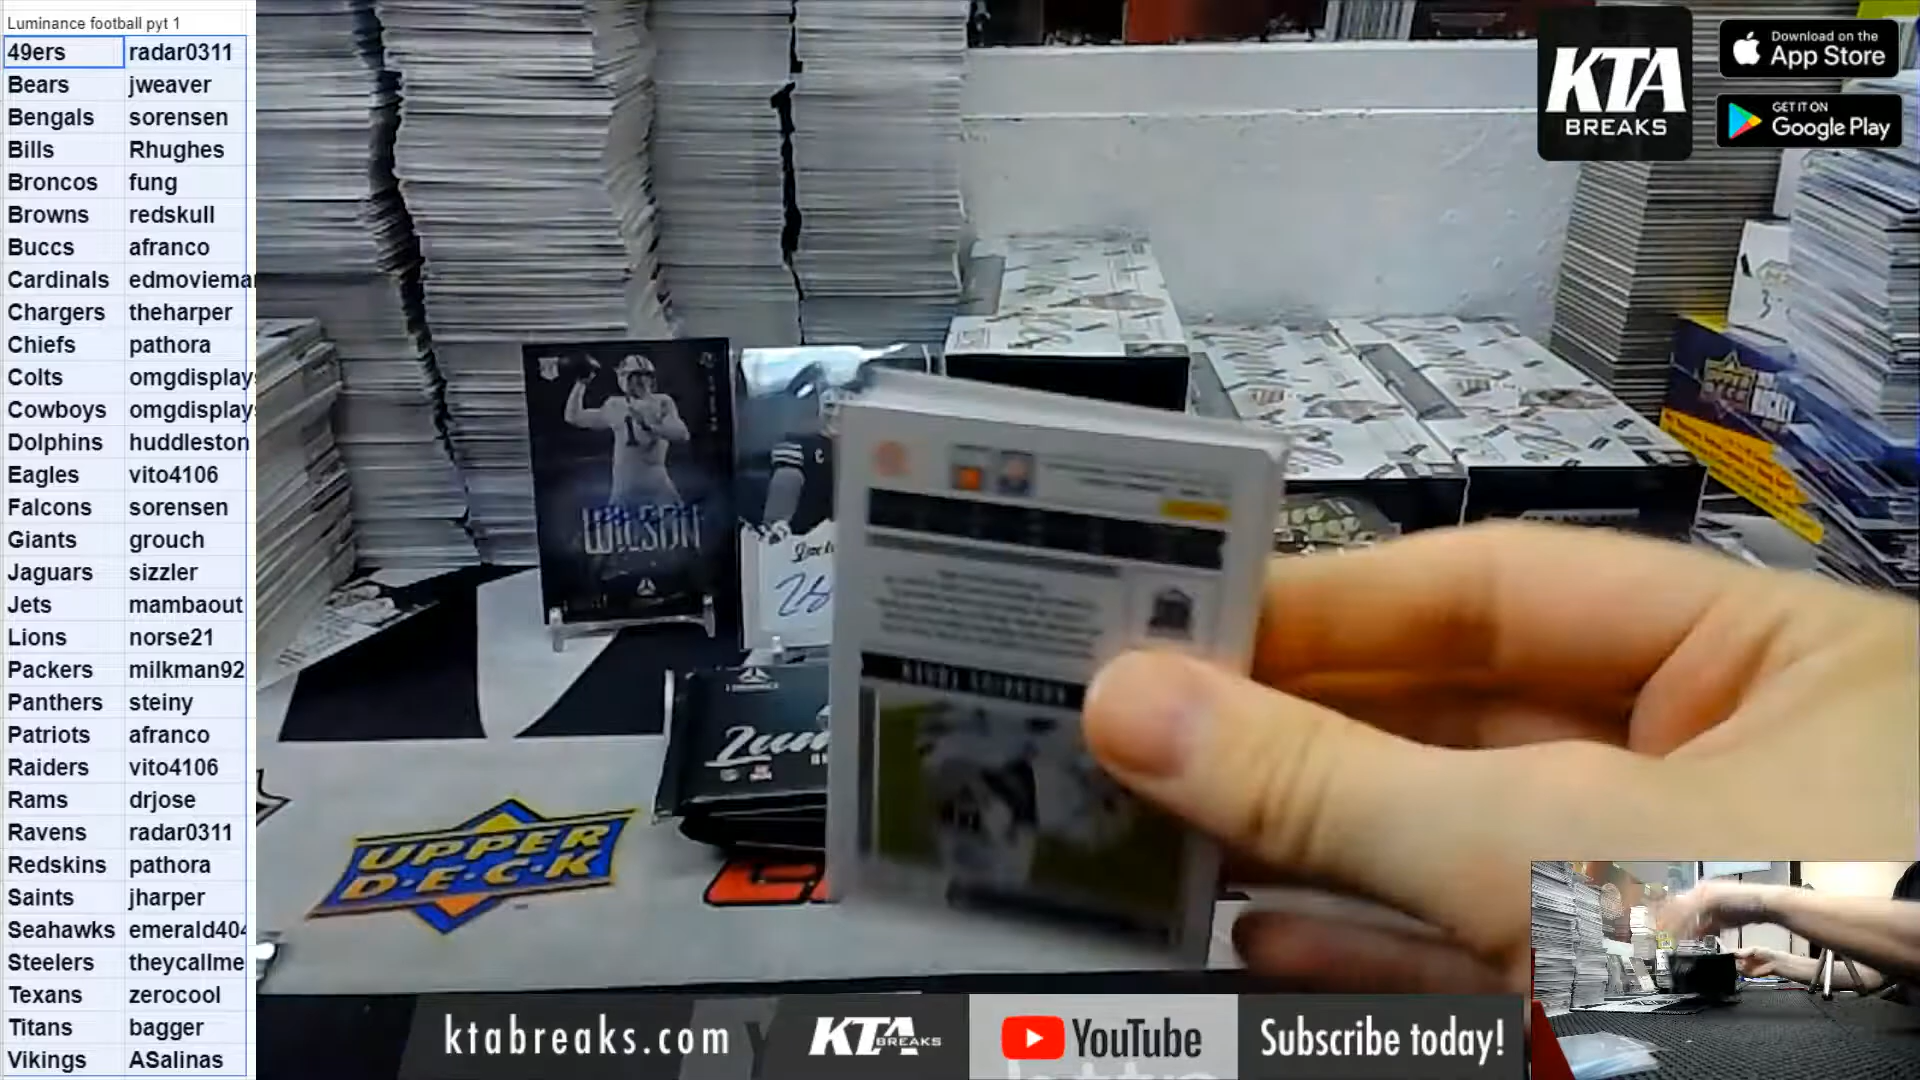 Luminance football pyt 1
49ers radar0311
Bears jweaver
Bengals sorensen
Bills Rhughes
Broncos fung
Browns redskull
Buccs afranco
Cardinals edmoviema
Chargers theharper
Chiefs pathora
Colts omgdisplay
Cowboys omgdisplay
Dolphins huddleston
Eagles vito4106
Falcons sorensen
Giants grouch
Jaguars sizzler
Jets mambaout
Lions norse21
Packers milkman92
Panthers steiny
Patriots afranco
Raiders vito4106
Rams drjose
Ravens radar0311
Redskins pathora
Saints jharper
Seahawks emerald404
Steelers theycallme
Texans zerocool
Titans bagger
Vikings ASalinas
KTA
BREAKS
Download on the
App Store
GET IT ON
Google Play
WILSON
UPPER
D·E·C·K
ktabreaks.com
KTA BREAKS
YouTube
Subscribe today!